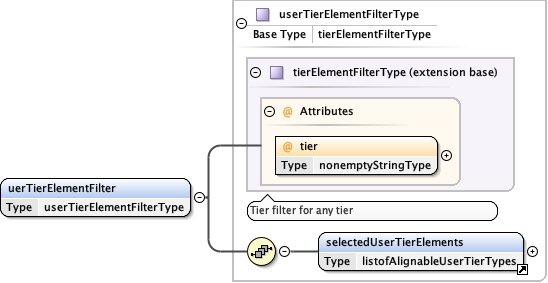 userTierElementFilterType
Base Type tierElementFilterType
tierElementFilterType (extension base)
@ Attributes
@ tier
Type nonemptyStringType
uerTierElementFilter
Type userTierElementFilterType
Tier filter for any tier
selectedUserTierElements
Type listofAlignableUserTierTypes